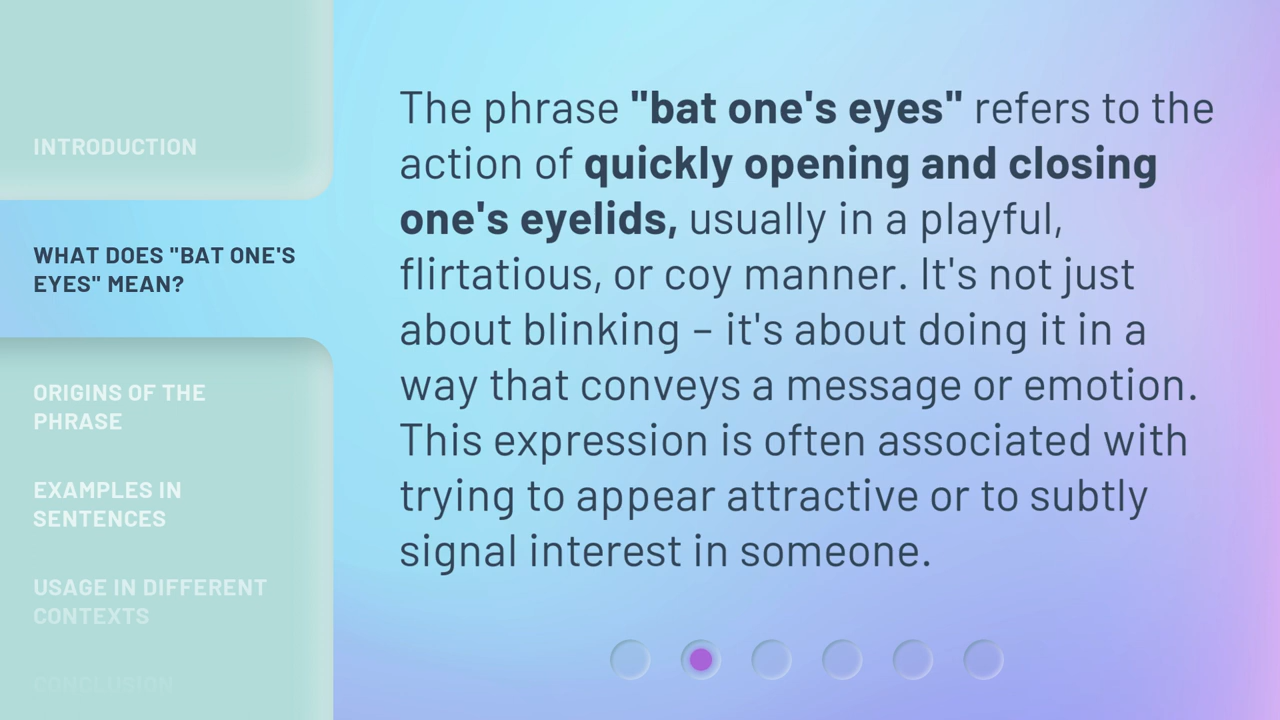 INTRODUCTION
WHAT DOES "BAT ONE'S
EYES" MEAN?
ORIGINS OF THE
PHRASE
EXAMPLES IN
SENTENCES
USAGE IN DIFFERENT
CONTEXTS
CONCLUSION
The phrase "bat one's eyes" refers to the
action of quickly opening and closing
one's eyelids, usually in a playful,
flirtatious, or coy manner. It's not just
about blinking – it's about doing it in a
way that conveys a message or emotion.
This expression is often associated with
trying to appear attractive or to subtly
signal interest in someone.